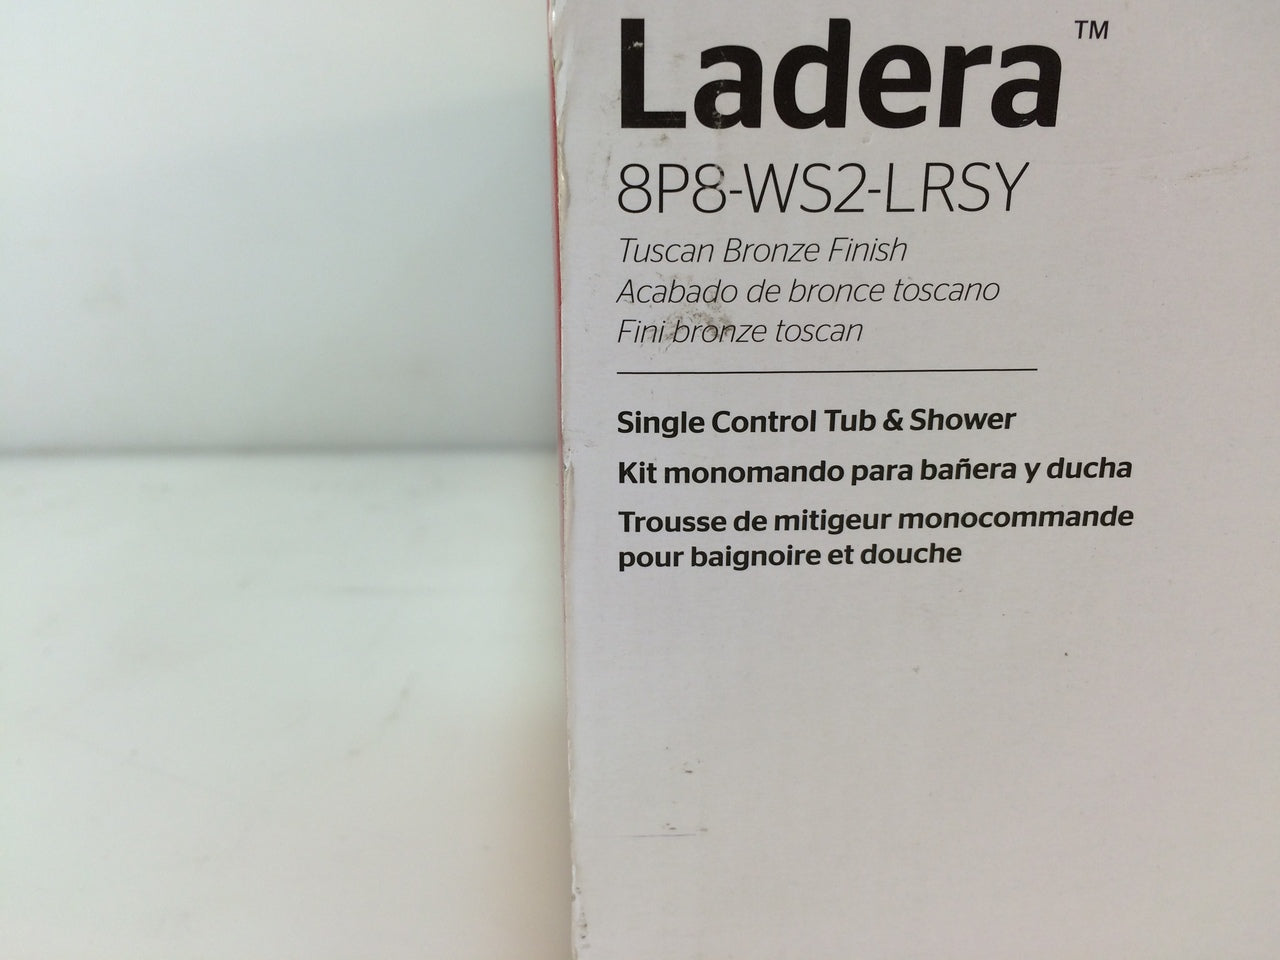 Ladera™
8P8-WS2-LRSY
Tuscan Bronze Finish
Acabado de bronce toscano
Fini bronze toscan
Single Control Tub & Shower
Kit monomando para bañera y ducha
Trousse de mitigeur monocommande
pour baignoire et douche